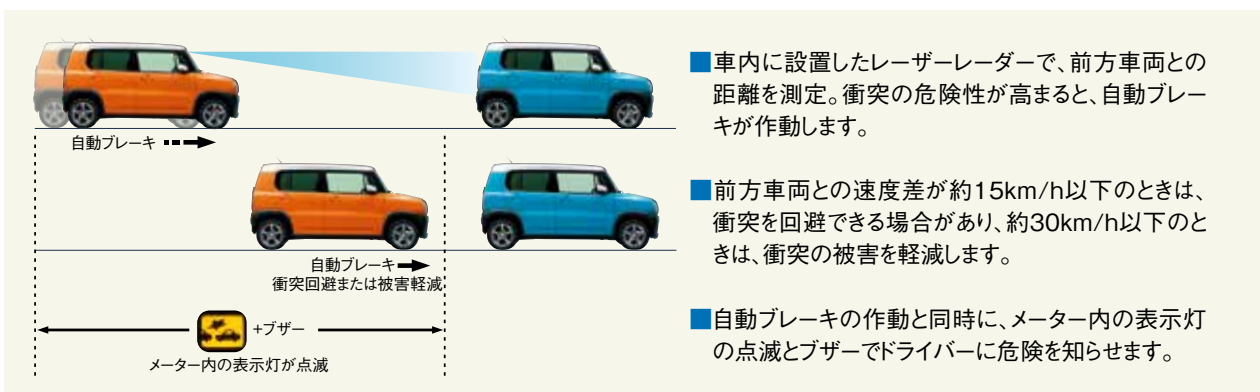 自動ブレーキ
自動ブレーキ
衝突回避または被害軽減
+ブザー
メーター内の表示灯が点滅
■車内に設置したレーザーレーダーで、前方車両との
距離を測定。衝突の危険性が高まると、自動ブレー
キが作動します。
■前方車両との速度差が約15km/h以下のときは、
衝突を回避できる場合があり、約30km/h以下のと
きは、衝突の被害を軽減します。
■自動ブレーキの作動と同時に、メーター内の表示灯
の点滅とブザーでドライバーに危険を知らせます。